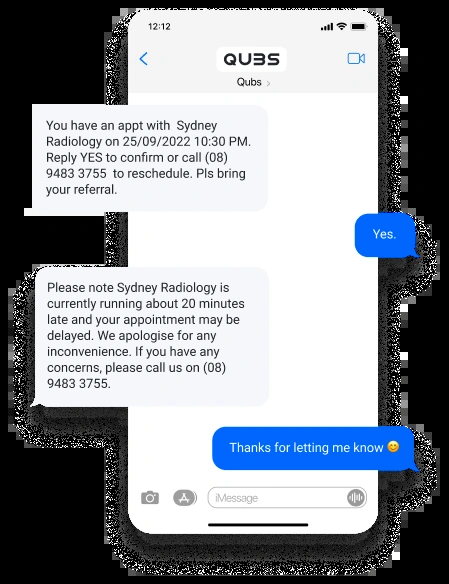 12:12
QUBS
Qubs
You have an appt with Sydney
Radiology on 25/09/2022 10:30 PM.
Reply YES to confirm or call (08)
9483 3755 to reschedule. Pls bring
your referral.
Yes.
Please note Sydney Radiology is
currently running about 20 minutes
late and your appointment may be
delayed. We apologise for any
inconvenience. If you have any
concerns, please call us on (08)
9483 3755.
Thanks for letting me know 😊
iMessage